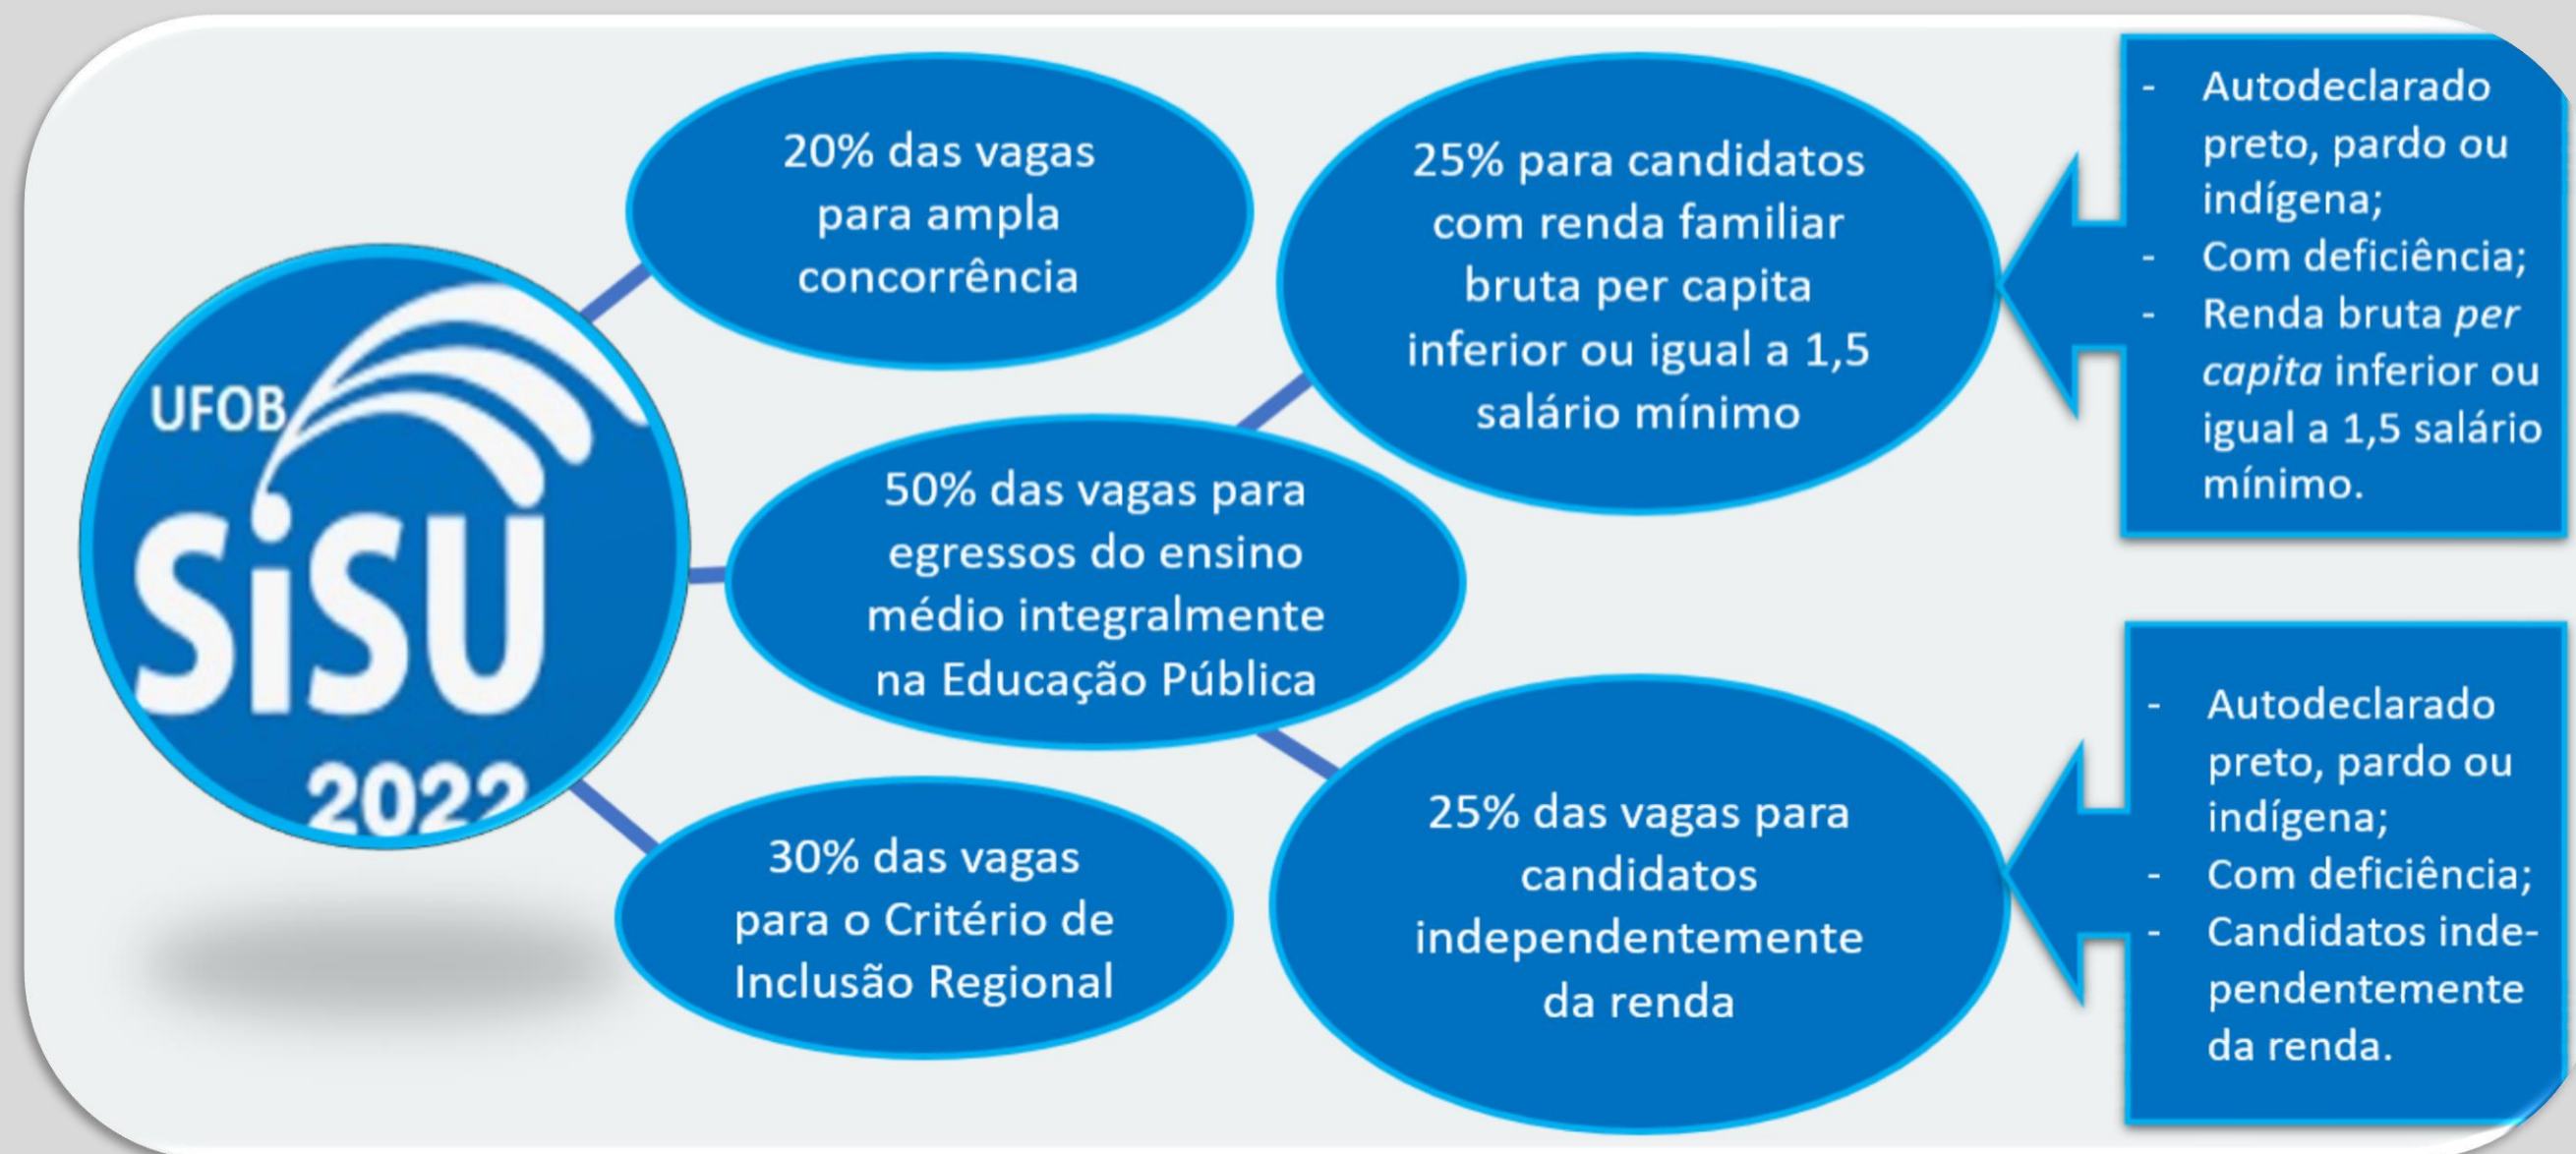 UFOB
SiSU
2022
20% das vagas
para ampla
concorrência
50% das vagas para
egressos do ensino
médio integralmente
na Educação Pública
30% das vagas
para o Critério de
Inclusão Regional
25% para candidatos
com renda familiar
bruta per capita
inferior ou igual a 1,5
salário mínimo
25% das vagas para
candidatos
independentemente
da renda
- Autodeclarado
preto, pardo ou
indígena;
- Com deficiência;
- Renda bruta per
capita inferior ou
igual a 1,5 salário
mínimo.
- Autodeclarado
preto, pardo ou
indígena;
- Com deficiência;
- Candidatos inde-
pendentemente
da renda.